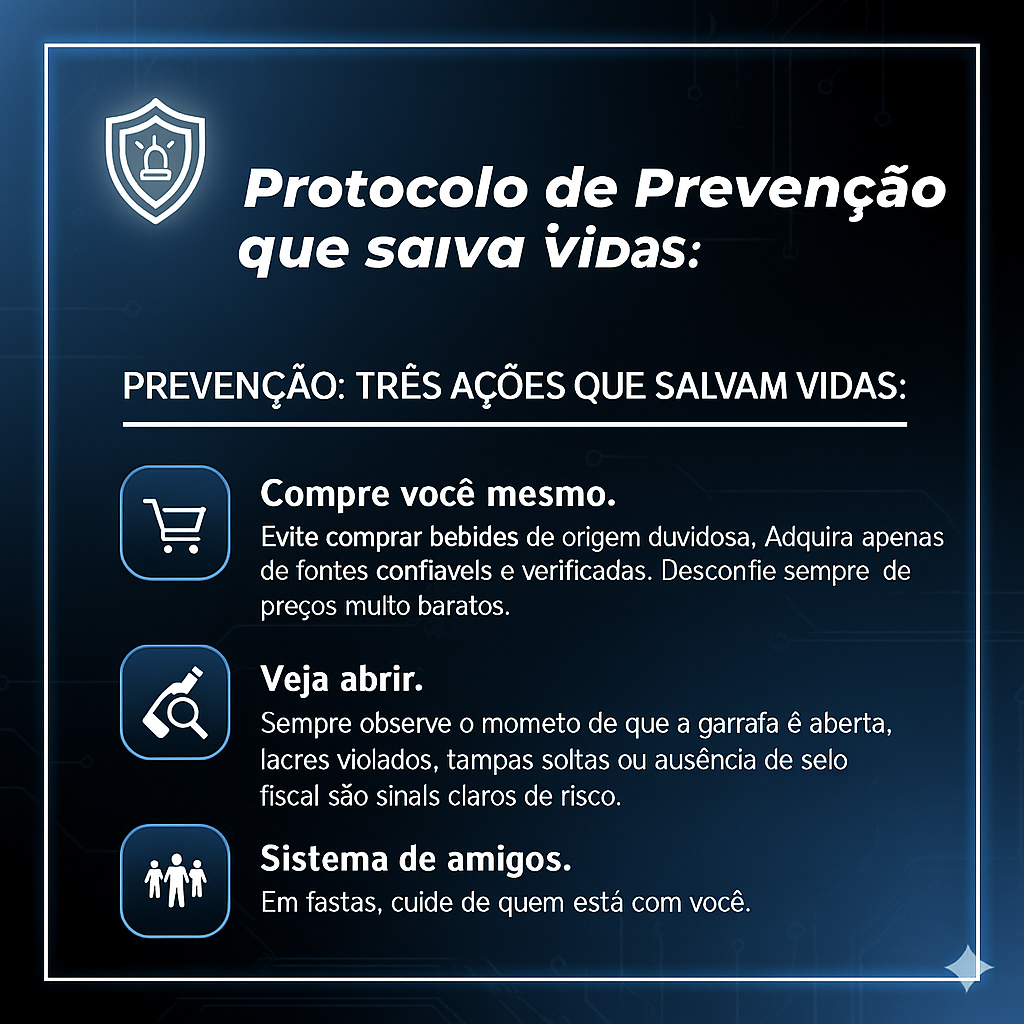 Protocolo de Prevenção
que salva vidas:
PREVENÇÃO: TRÊS AÇÕES QUE SALVAM VIDAS:
Compre você mesmo.
Evite comprar bebides de origem duvidosa, Adquira apenas
de fontes confiavels e verificadas. Desconfie sempre de
preços multo baratos.
Veja abrir.
Sempre observe o mometo de que a garrafa ê aberta,
lacres violados, tampas soltas ou ausência de selo
fiscal são sinals claros de risco.
Sistema de amigos.
Em fastas, cuide de quem está com você.